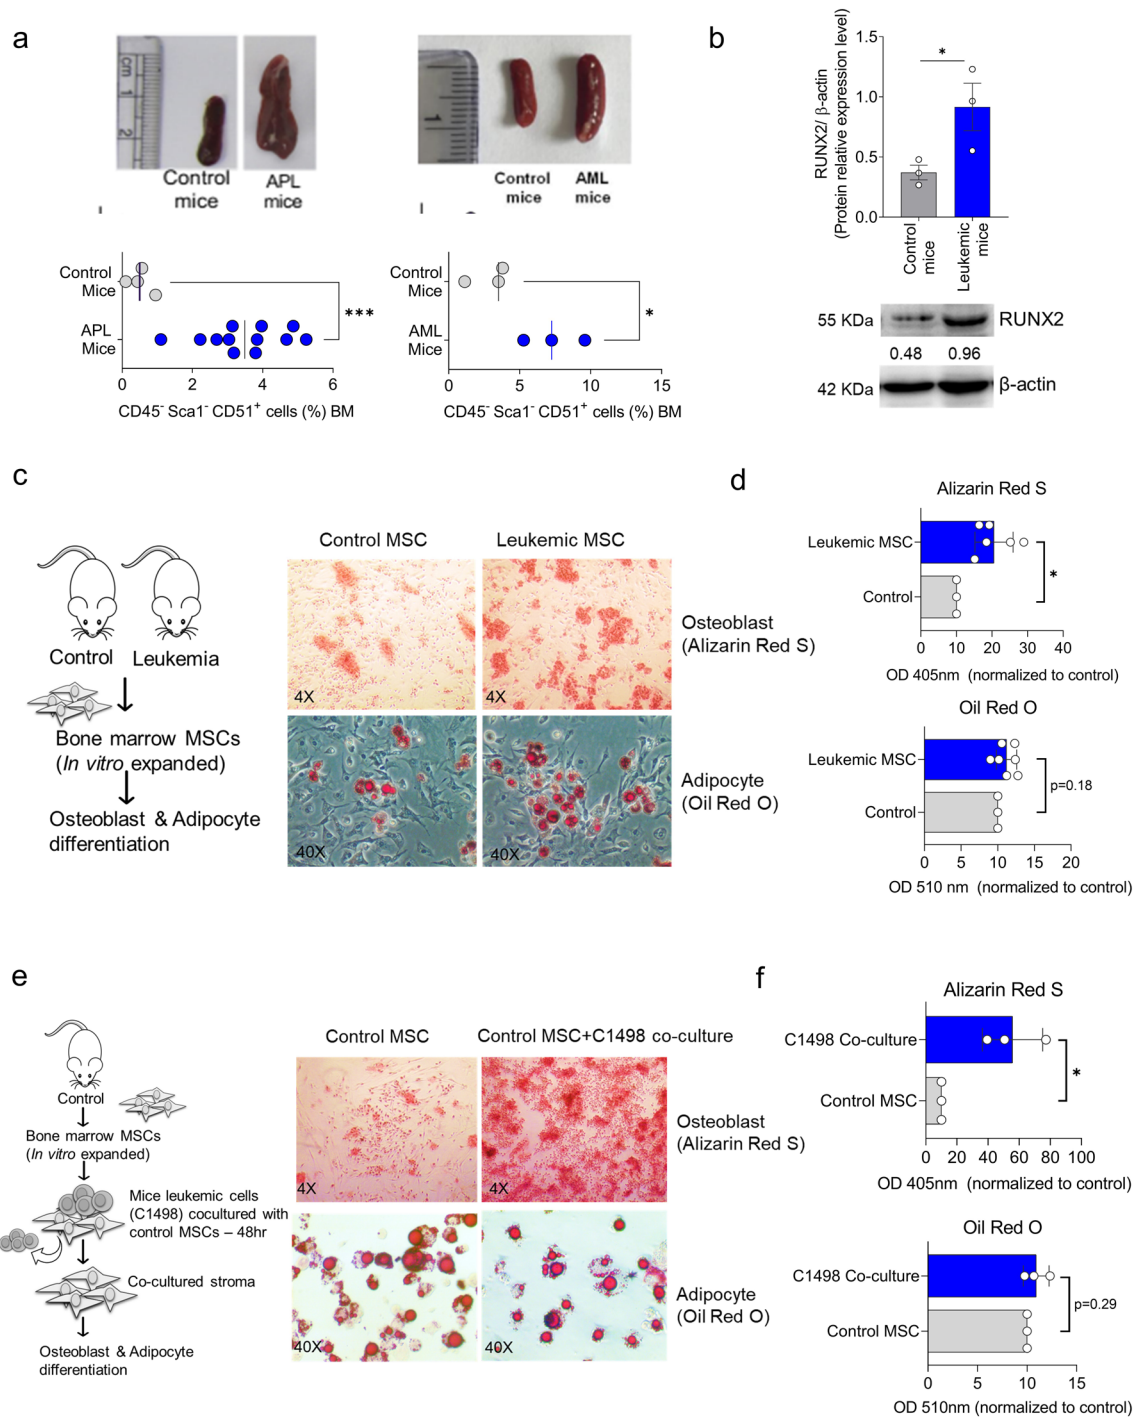 a
cm
1
2
Control
mice
APL
mice
1
Control
mice
AML
mice
Control
Mice
APL
Mice
***
0
2
4
6
CD45⁻ Sca1⁻ CD51⁺ cells (%) BM
Control
Mice
AML
Mice
*
0
5
10
15
CD45⁻ Sca1⁻ CD51⁺ cells (%) BM
b
RUNX2/ β-actin
(Protein relative expression level)
1.5
1.0
0.5
0.0
*
Control
mice
Leukemic
mice
55 KDa
RUNX2
0.48
0.96
42 KDa
β-actin
c
Control
Leukemia
Bone marrow MSCs
(In vitro expanded)
Osteoblast & Adipocyte
differentiation
Control MSC
Leukemic MSC
4X
4X
Osteoblast
(Alizarin Red S)
40X
40X
Adipocyte
(Oil Red O)
d
Alizarin Red S
Leukemic MSC
Control
*
0
10
20
30
40
OD 405nm (normalized to control)
Oil Red O
Leukemic MSC
Control
p=0.18
0
5
10
15
20
OD 510 nm (normalized to control)
e
Control
Bone marrow MSCs
(In vitro expanded)
Mice leukemic cells
(C1498) cocultured with
control MSCs – 48hr
Co-cultured stroma
Osteoblast & Adipocyte
differentiation
Control MSC
Control MSC+C1498 co-culture
4X
4X
Osteoblast
(Alizarin Red S)
40X
40X
Adipocyte
(Oil Red O)
f
Alizarin Red S
C1498 Co-culture
Control MSC
*
0
20
40
60
80
100
OD 405nm (normalized to control)
Oil Red O
C1498 Co-culture
Control MSC
p=0.29
0
5
10
15
OD 510nm (normalized to control)